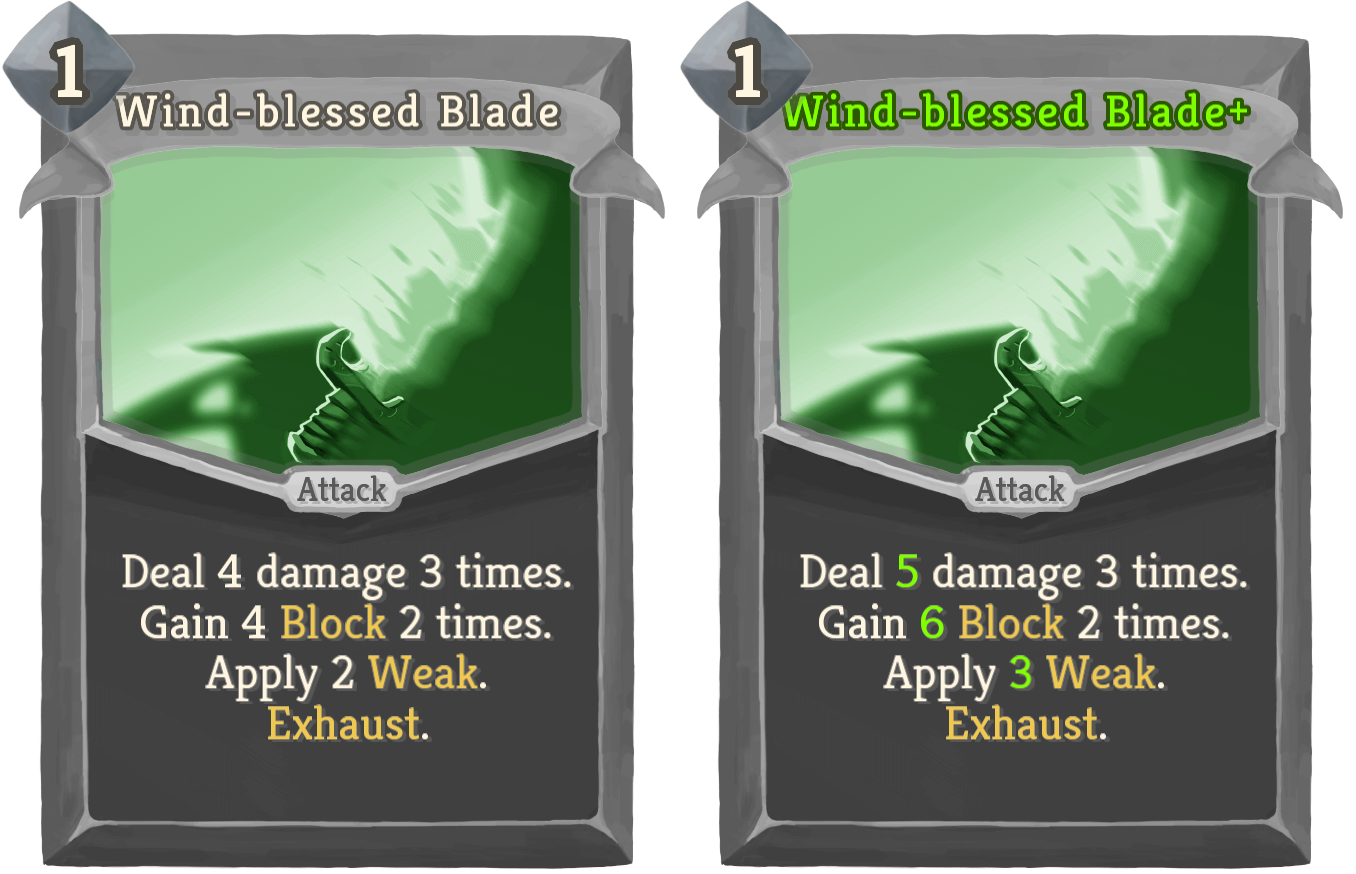 1
Wind-blessed Blade
Attack
Deal 4 damage 3 times.
Gain 4 Block 2 times.
Apply 2 Weak.
Exhaust.
1
Wind-blessed Blade+
Attack
Deal 5 damage 3 times.
Gain 6 Block 2 times.
Apply 3 Weak.
Exhaust.